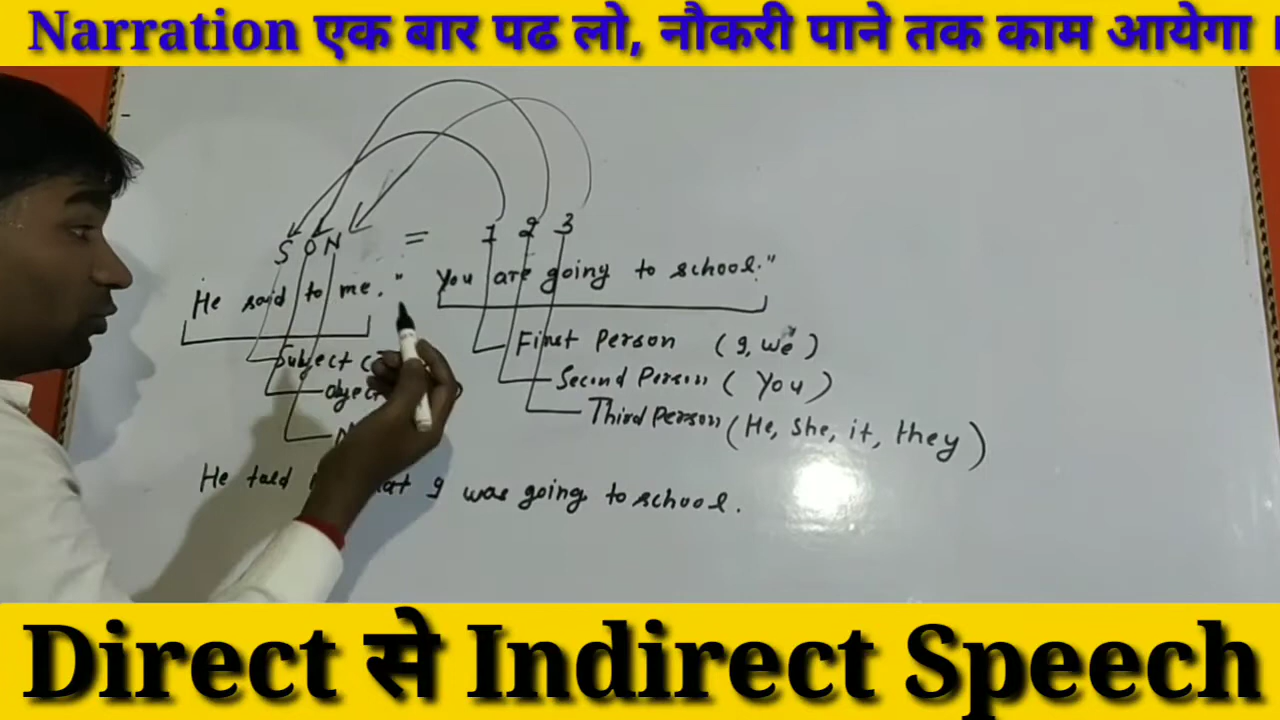 Narration एक बार पढ लो, नौकरी पाने तक काम आयेगा ।
S O N = 1 2 3
He said to me. " You are going to school."
First Person (I, we)
Subject
Second Person (You)
Object
Third Person (He, She, it, they)
N
He told I was going to school.
Direct से Indirect Speech